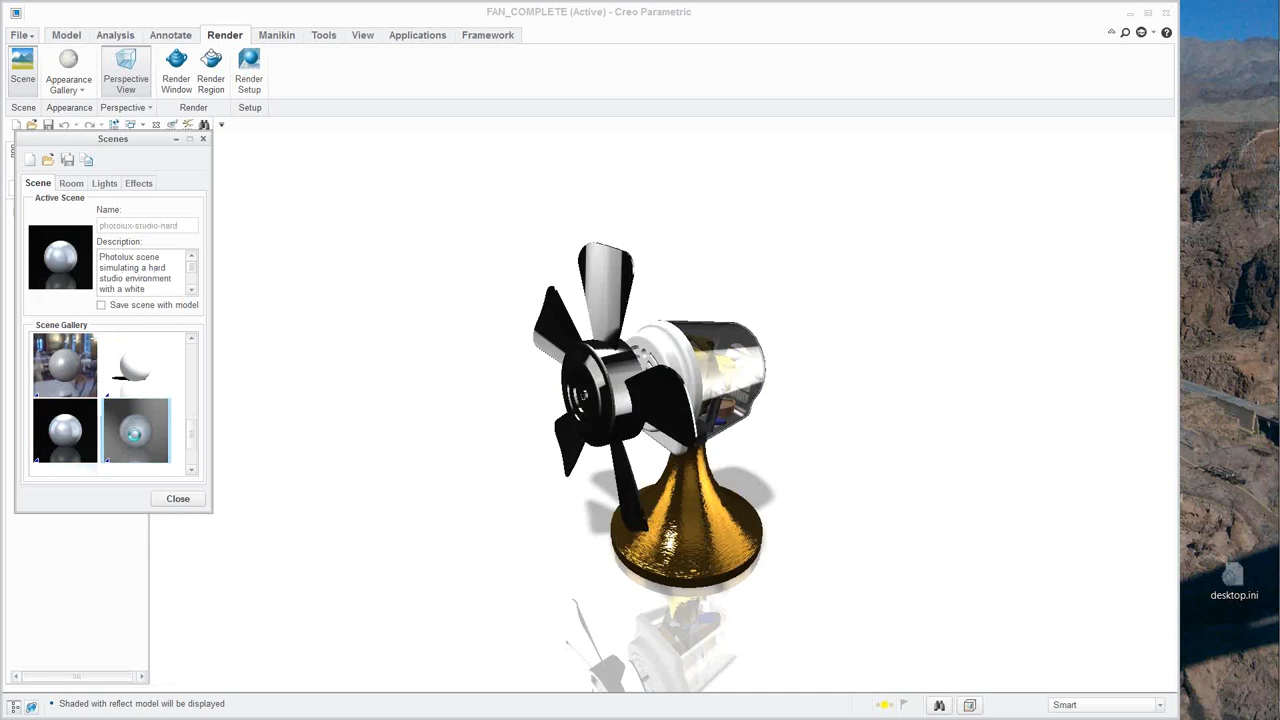 FAN_COMPLETE (Active) - Creo Parametric
File Model Analysis Annotate Render Manikin Tools View Applications Framework
Scene
Appearance Gallery
Perspective View
Render Window
Render Region
Render Setup
Scene Appearance Perspective Render Setup
Scenes
Scene Room Lights Effects
Active Scene
Name:
photolux-studio-hard
Description:
Photolux scene
simulating a hard
studio environment
with a white
Save scene with model
Scene Gallery
Close
desktop.ini
Shaded with reflect model will be displayed
Smart